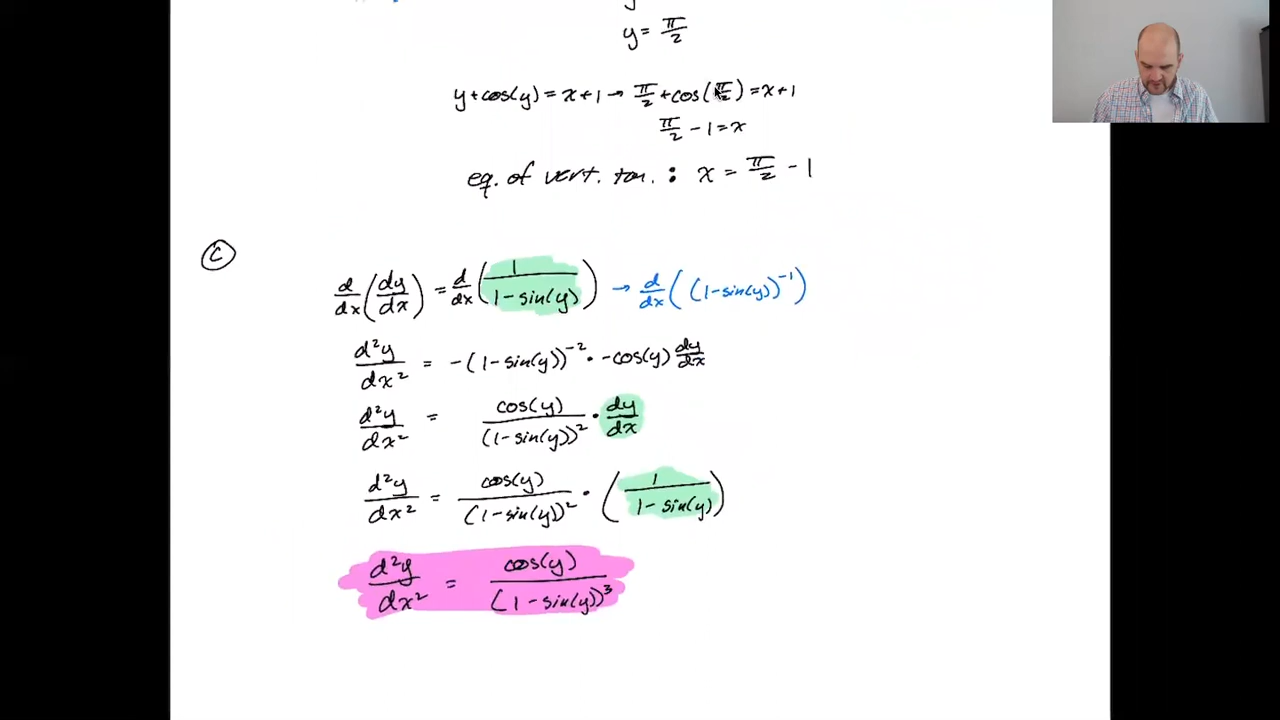 y = π/2
y+cos(y) = x+1 → π/2 +cos(π/2) = x+1
π/2 - 1 = x
eq. of vert. tan. : x = π/2 - 1
C
d/dx (dy/dx) = d/dx (1/(1-sin(y))) → d/dx ( (1-sin(y))^-1 )
d²y/dx² = -(1-sin(y))^-2 · -cos(y) dy/dx
d²y/dx² = cos(y)/(1-sin(y))² · dy/dx
d²y/dx² = cos(y)/(1-sin(y))² · (1/(1-sin(y)))
d²y/dx² = cos(y)/(1-sin(y))³